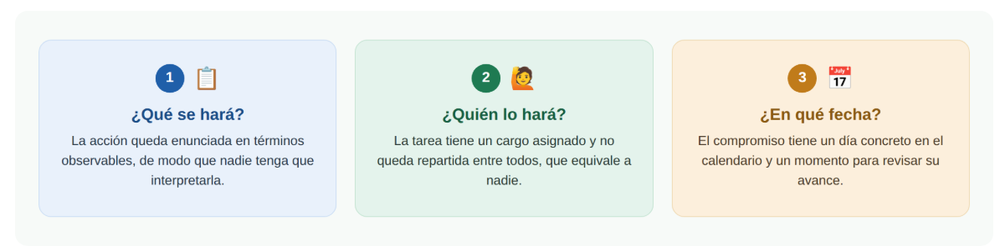 1
¿Qué se hará?
La acción queda enunciada en términos
observables, de modo que nadie tenga que
interpretarla.
2
¿Quién lo hará?
La tarea tiene un cargo asignado y no
queda repartida entre todos, que equivale a
nadie.
3
July
17
¿En qué fecha?
El compromiso tiene un día concreto en el
calendario y un momento para revisar su
avance.